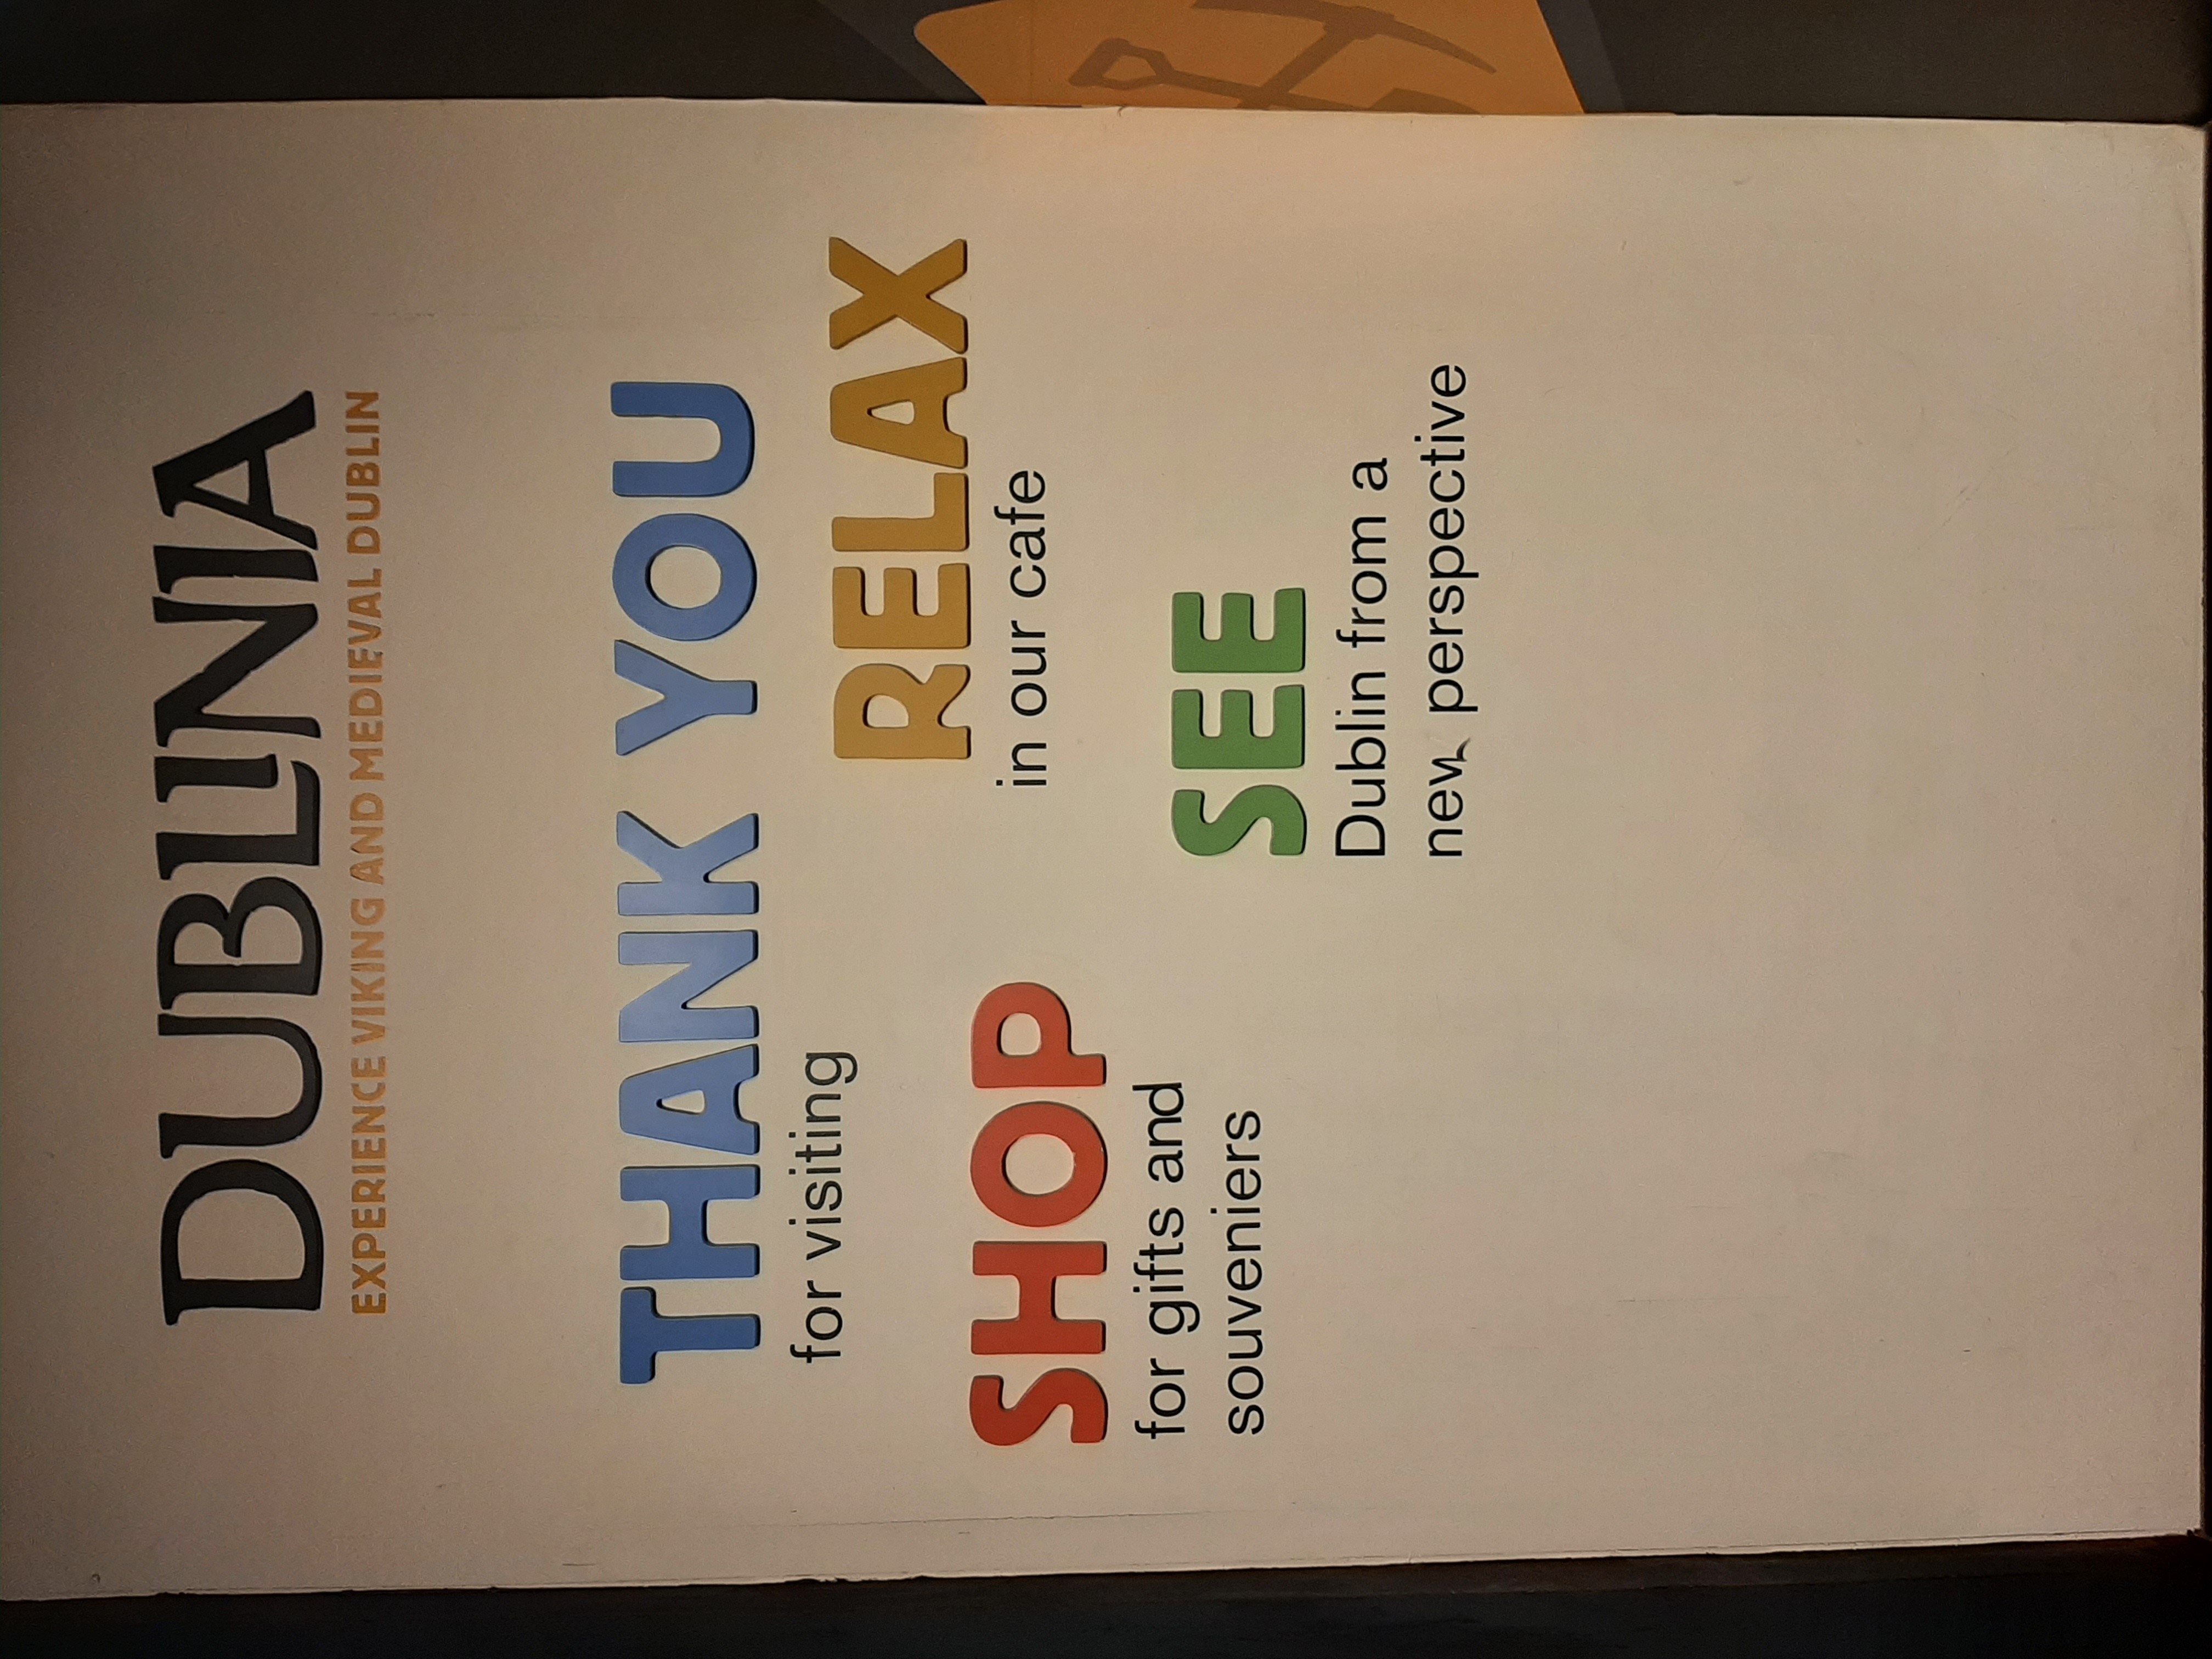 DUBLINIA
EXPERIENCE VIKING AND MEDIEVAL DUBLIN
THANK YOU
for visiting
RELAX
in our cafe
SHOP
for gifts and
souveniers
SEE
Dublin from a
new perspective